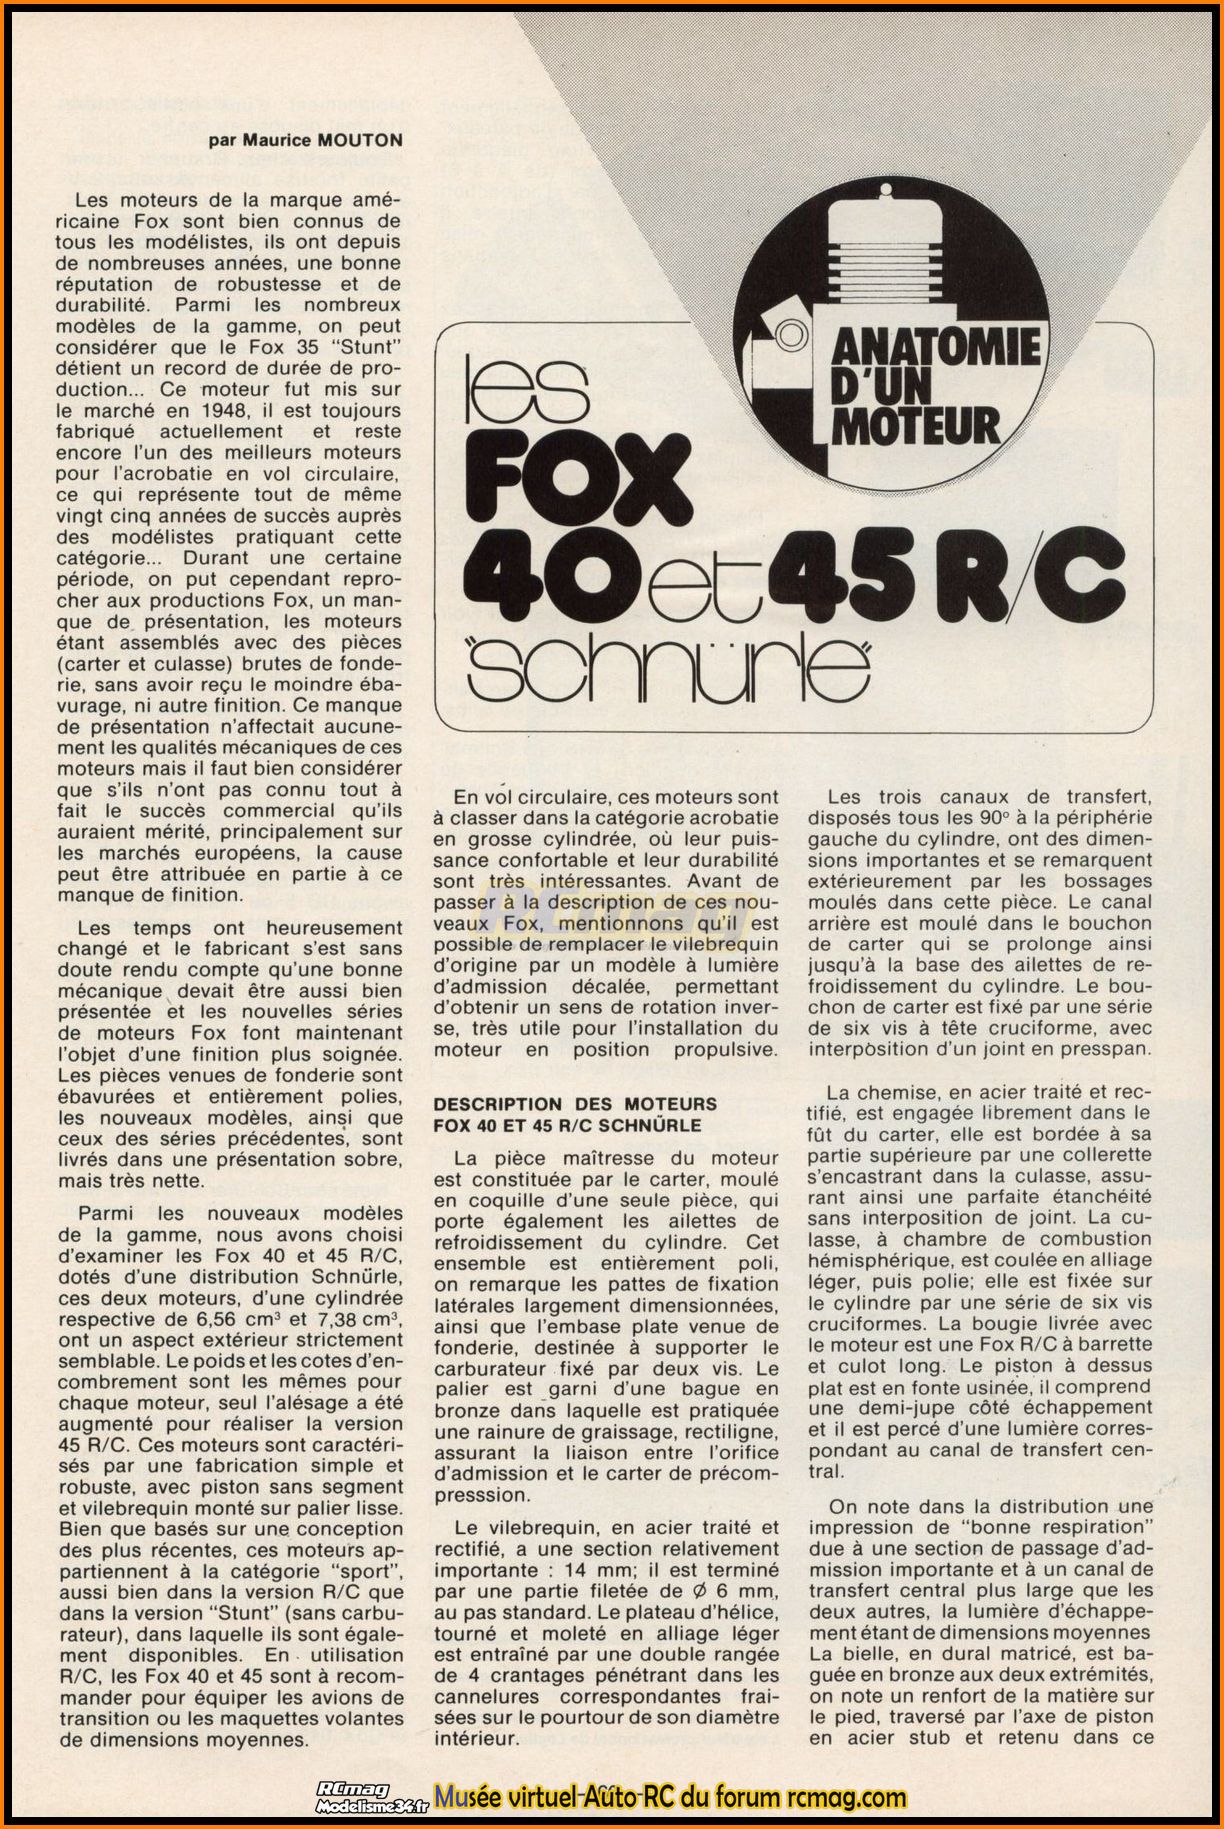 par Maurice MOUTON
Les moteurs de la marque amé-
ricaine Fox sont bien connus de
tous les modélistes, ils ont depuis
de nombreuses années, une bonne
réputation de robustesse et de
durabilité. Parmi les nombreux
modèles de la gamme, on peut
considérer que le Fox 35 "Stunt"
détient un record de durée de pro-
duction... Ce moteur fut mis sur
le marché en 1948, il est toujours
fabriqué actuellement et reste
encore l'un des meilleurs moteurs
pour l'acrobatie en vol circulaire,
ce qui représente tout de même
vingt cinq années de succès auprès
des modélistes pratiquant cette
catégorie... Durant une certaine
période, on put cependant repro-
cher aux productions Fox, un man-
que de présentation, les moteurs
étant assemblés avec des pièces
(carter et culasse) brutes de fonde-
rie, sans avoir reçu le moindre éba-
vurage, ni autre finition. Ce manque
de présentation n'affectait aucune-
ment les qualités mécaniques de ces
moteurs mais il faut bien considérer
que s'ils n'ont pas connu tout à
fait le succès commercial qu'ils
auraient mérité, principalement sur
les marchés européens, la cause
peut être attribuée en partie à ce
manque de finition.
Les temps ont heureusement
changé et le fabricant s'est sans
doute rendu compte qu'une bonne
mécanique devait être aussi bien
présentée et les nouvelles séries
de moteurs Fox font maintenant
l'objet d'une finition plus soignée.
Les pièces venues de fonderie sont
ébavurées et entièrement polies,
les nouveaux modèles, ainsi que
ceux des séries précédentes, sont
livrés dans une présentation sobre,
mais très nette.
Parmi les nouveaux modèles
de la gamme, nous avons choisi
d'examiner les Fox 40 et 45 R/C,
dotés d'une distribution Schnürle,
ces deux moteurs, d'une cylindrée
respective de 6,56 cm³ et 7,38 cm³,
ont un aspect extérieur strictement
semblable. Le poids et les cotes d'en-
combrement sont les mêmes pour
chaque moteur, seul l'alésage a été
augmenté pour réaliser la version
45 R/C. Ces moteurs sont caractéri-
sés par une fabrication simple et
robuste, avec piston sans segment
et vilebrequin monté sur palier lisse.
Bien que basés sur une conception
des plus récentes, ces moteurs ap-
partiennent à la catégorie "sport",
aussi bien dans la version R/C que
dans la version "Stunt" (sans carbu-
rateur), dans laquelle ils sont égale-
ment disponibles. En utilisation
R/C, les Fox 40 et 45 sont à recom-
mander pour équiper les avions de
transition ou les maquettes volantes
de dimensions moyennes.
ANATOMIE
D'UN
MOTEUR
les
FOX
40 et 45 R/C
"schnürle"
En vol circulaire, ces moteurs sont
à classer dans la catégorie acrobatie
en grosse cylindrée, où leur puis-
sance confortable et leur durabilité
sont très intéressantes. Avant de
passer à la description de ces nou-
veaux Fox, mentionnons qu'il est
possible de remplacer le vilebrequin
d'origine par un modèle à lumière
d'admission décalée, permettant
d'obtenir un sens de rotation inver-
se, très utile pour l'installation du
moteur en position propulsive.
DESCRIPTION DES MOTEURS
FOX 40 ET 45 R/C SCHNÜRLE
La pièce maîtresse du moteur
est constituée par le carter, moulé
en coquille d'une seule pièce, qui
porte également les ailettes de
refroidissement du cylindre. Cet
ensemble est entièrement poli,
on remarque les pattes de fixation
latérales largement dimensionnées,
ainsi que l'embase plate venue de
fonderie, destinée à supporter le
carburateur fixé par deux vis. Le
palier est garni d'une bague en
bronze dans laquelle est pratiquée
une rainure de graissage, rectiligne,
assurant la liaison entre l'orifice
d'admission et le carter de précom-
presssion.
Le vilebrequin, en acier traité et
rectifié, a une section relativement
importante : 14 mm; il est terminé
par une partie filetée de Ø 6 mm,
au pas standard. Le plateau d'hélice,
tourné et moleté en alliage léger
est entraîné par une double rangée
de 4 crantages pénétrant dans les
cannelures correspondantes frai-
sées sur le pourtour de son diamètre
intérieur.
Les trois canaux de transfert,
disposés tous les 90° à la périphérie
gauche du cylindre, ont des dimen-
sions importantes et se remarquent
extérieurement par les bossages
moulés dans cette pièce. Le canal
arrière est moulé dans le bouchon
de carter qui se prolonge ainsi
jusqu'à la base des ailettes de re-
froidissement du cylindre. Le bou-
chon de carter est fixé par une série
de six vis à tête cruciforme, avec
interposition d'un joint en presspan.
La chemise, en acier traité et rec-
tifié, est engagée librement dans le
fût du carter, elle est bordée à sa
partie supérieure par une collerette
s'encastrant dans la culasse, assu-
rant ainsi une parfaite étanchéité
sans interposition de joint. La cu-
lasse, à chambre de combustion
hémisphérique, est coulée en alliage
léger, puis polie; elle est fixée sur
le cylindre par une série de six vis
cruciformes. La bougie livrée avec
le moteur est une Fox R/C à barrette
et culot long. Le piston à dessus
plat est en fonte usinée, il comprend
une demi-jupe côté échappement
et il est percé d'une lumière corres-
pondant au canal de transfert cen-
tral.
On note dans la distribution une
impression de "bonne respiration"
due à une section de passage d'ad-
mission importante et à un canal de
transfert central plus large que les
deux autres, la lumière d'échappe-
ment étant de dimensions moyennes
La bielle, en dural matricé, est ba-
guée en bronze aux deux extrémités,
on note un renfort de la matière sur
le pied, traversé par l'axe de piston
en acier stub et retenu dans ce
RCmag
RCmag
Modelisme34.fr
Musée virtuel Auto RC du forum rcmag.com